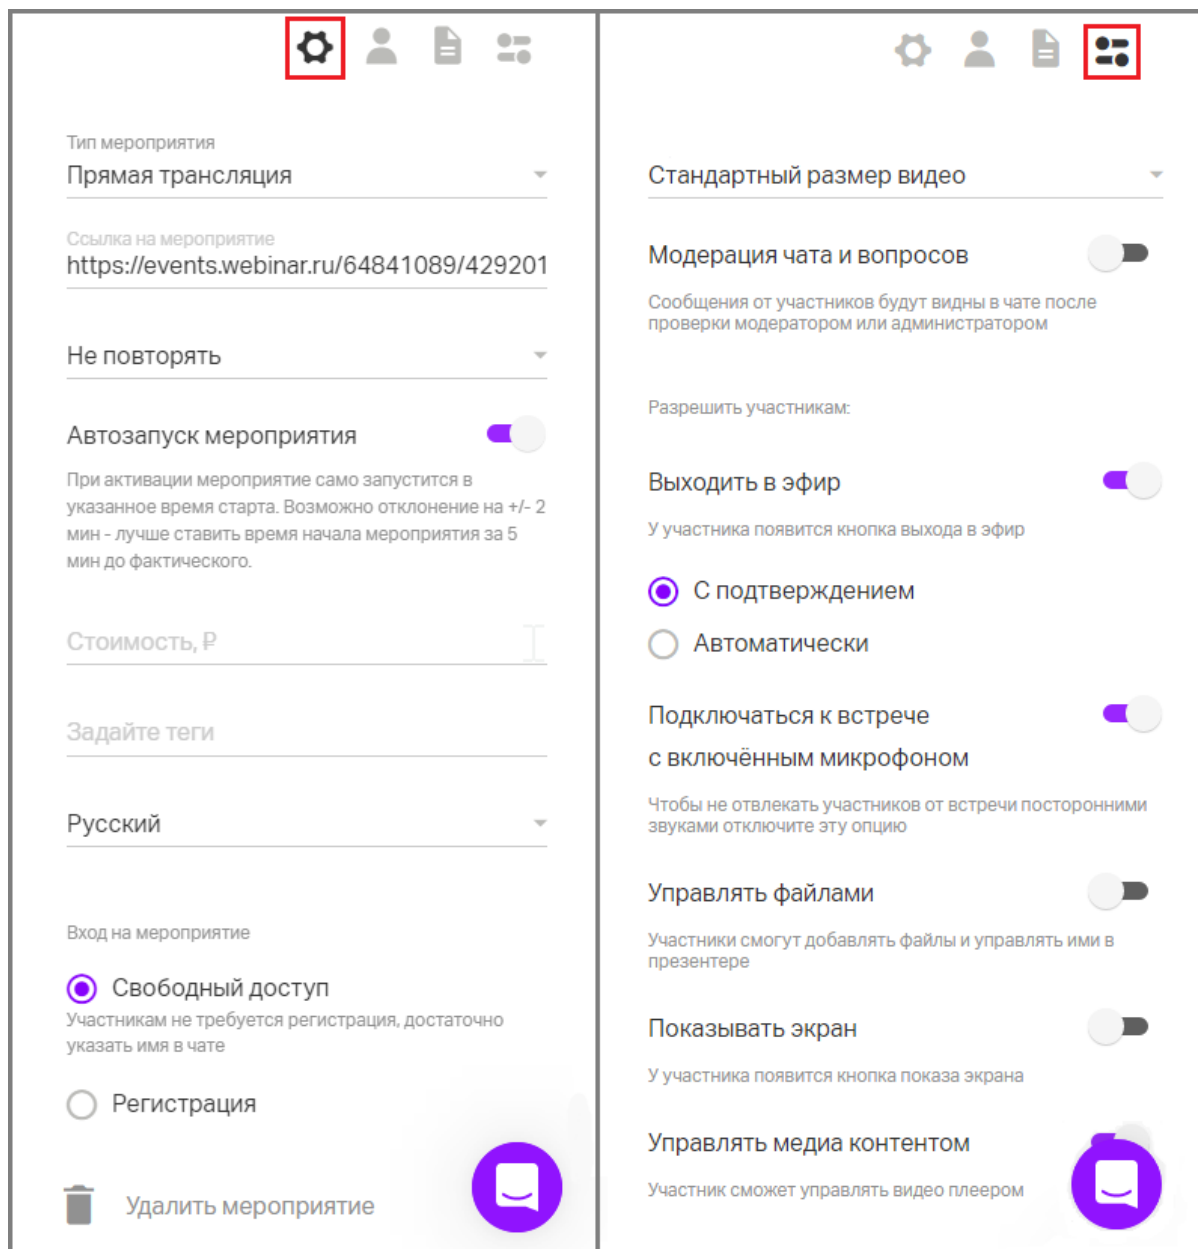 Тип мероприятия
Прямая трансляция
Ссылка на мероприятие
https://events.webinar.ru/64841089/429201
Не повторять
Автозапуск мероприятия
При активации мероприятие само запустится в
указанное время старта. Возможно отклонение на +/- 2
мин - лучше ставить время начала мероприятия за 5
мин до фактического.
Стоимость, ₽
Задайте теги
Русский
Вход на мероприятие
Свободный доступ
Участникам не требуется регистрация, достаточно
указать имя в чате
Регистрация
Удалить мероприятие
Стандартный размер видео
Модерация чата и вопросов
Сообщения от участников будут видны в чате после
проверки модератором или администратором
Разрешить участникам:
Выходить в эфир
У участника появится кнопка выхода в эфир
С подтверждением
Автоматически
Подключаться к встрече
с включённым микрофоном
Чтобы не отвлекать участников от встречи посторонними
звуками отключите эту опцию
Управлять файлами
Участники смогут добавлять файлы и управлять ими в
презентере
Показывать экран
У участника появится кнопка показа экрана
Управлять медиа контентом
Участник сможет управлять видео плеером